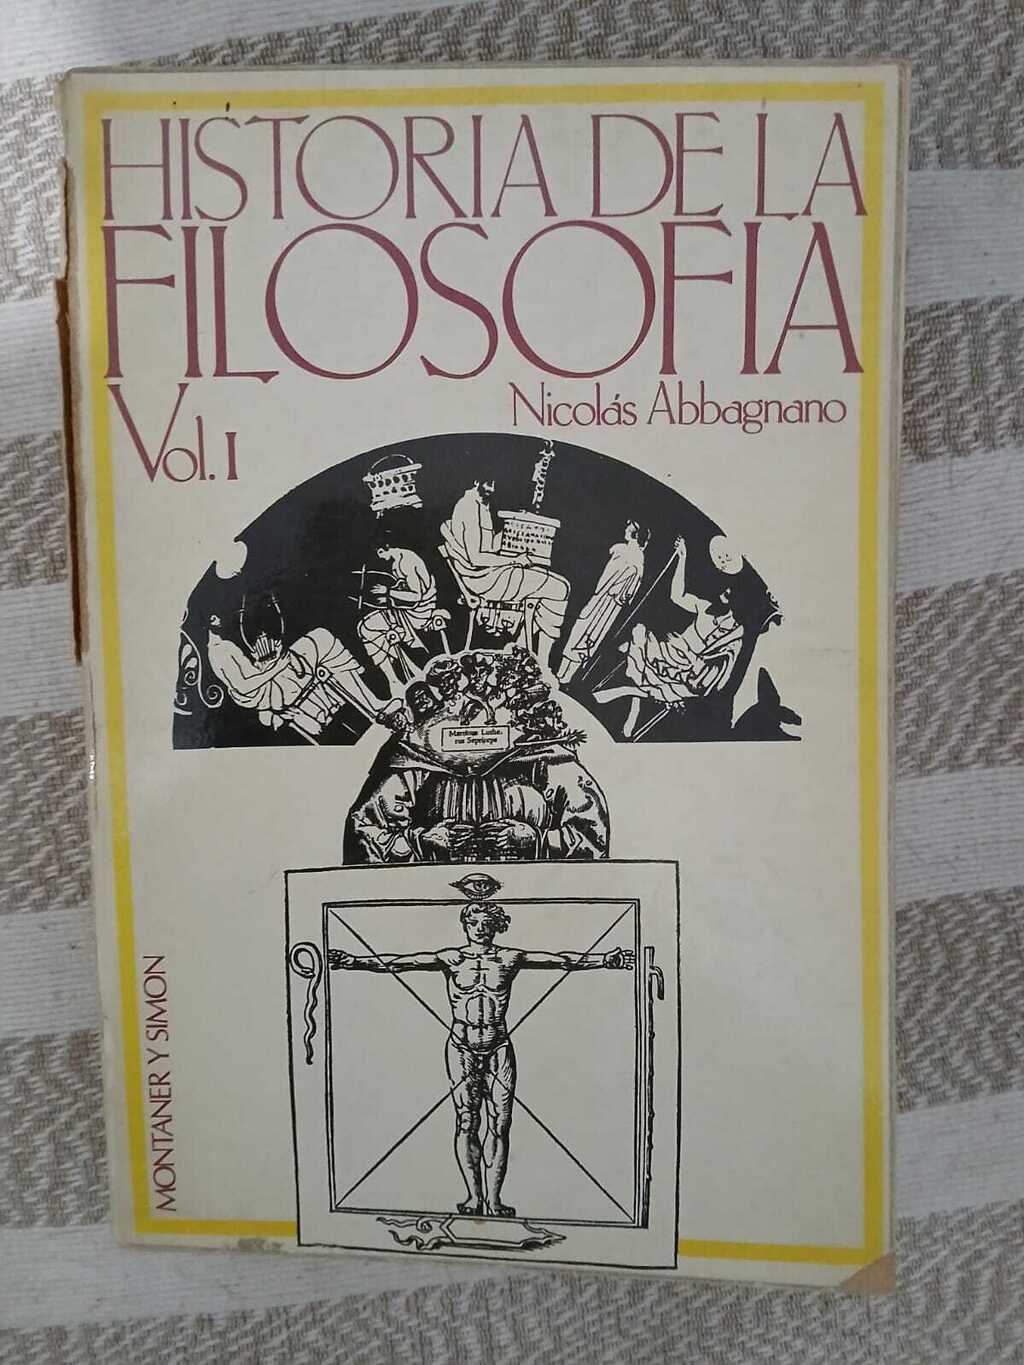 HISTORIA DE LA
FILOSOFIA
Vol. I
Nicolás Abbagnano
MONTANER Y SIMON